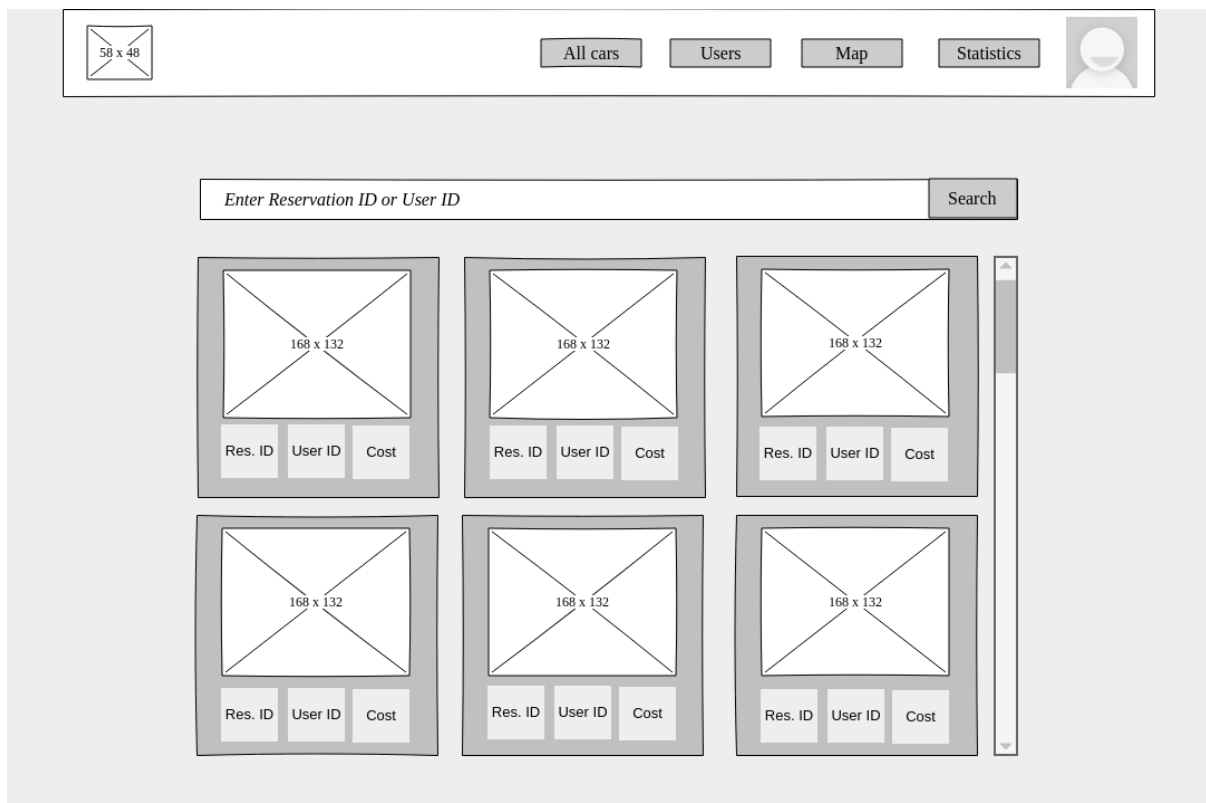 58 x 48
All cars
Users
Map
Statistics
Enter Reservation ID or User ID
Search
168 x 132
168 x 132
168 x 132
Res. ID
User ID
Cost
Res. ID
User ID
Cost
Res. ID
User ID
Cost
168 x 132
168 x 132
168 x 132
Res. ID
User ID
Cost
Res. ID
User ID
Cost
Res. ID
User ID
Cost